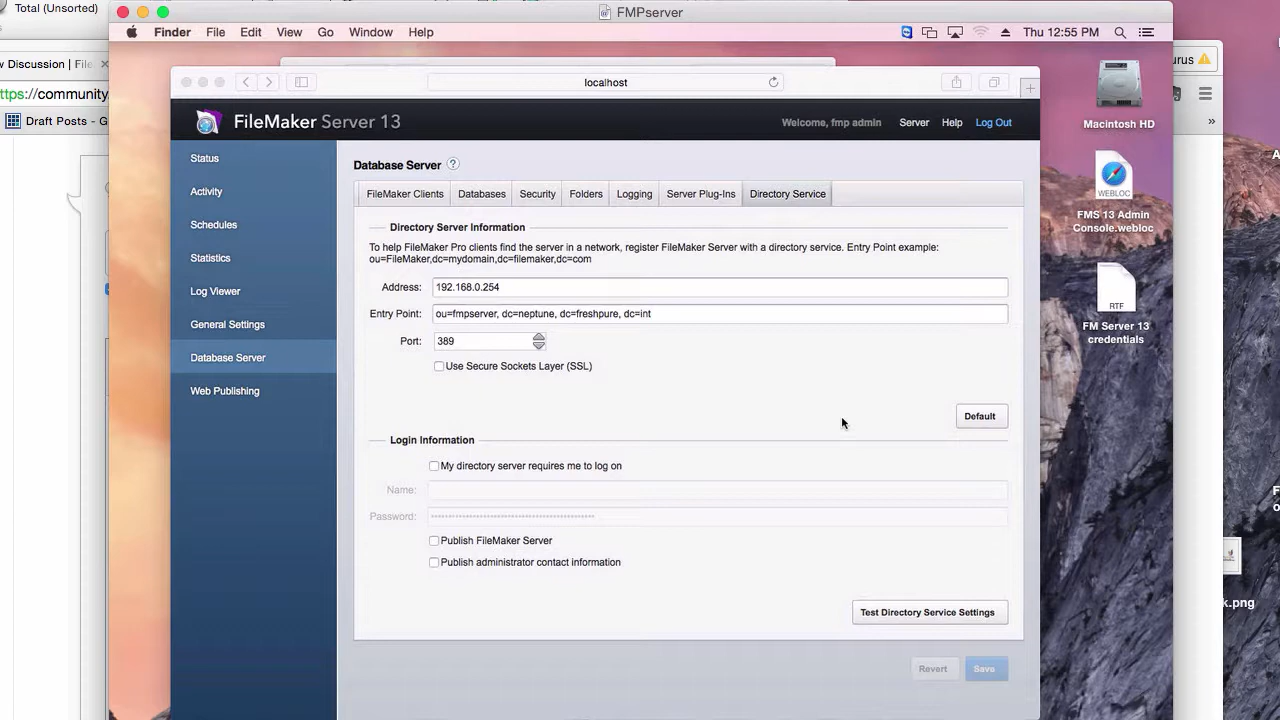 Total (Unsorted)
FMPserver
Finder File Edit View Go Window Help
Thu 12:55 PM
w Discussion | File
urus
ttps://community
Draft Posts - G
»
localhost
FileMaker Server 13
Welcome, fmp admin Server Help Log Out
Macintosh HD
WEBLOC
FMS 13 Admin
Console.webloc
RTF
FM Server 13
credentials
Status
Activity
Schedules
Statistics
Log Viewer
General Settings
Database Server
Web Publishing
Database Server ?
FileMaker Clients Databases Security Folders Logging Server Plug-Ins Directory Service
Directory Server Information
To help FileMaker Pro clients find the server in a network, register FileMaker Server with a directory service. Entry Point example:
ou=FileMaker,dc=mydomain,dc=filemaker,dc=com
Address: 192.168.0.254
Entry Point: ou=fmpserver, dc=neptune, dc=freshpure, dc=int
Port: 389
Use Secure Sockets Layer (SSL)
Default
Login Information
My directory server requires me to log on
Name:
Password:
Publish FileMaker Server
Publish administrator contact information
Test Directory Service Settings
Revert Save
A
F
o
k.png